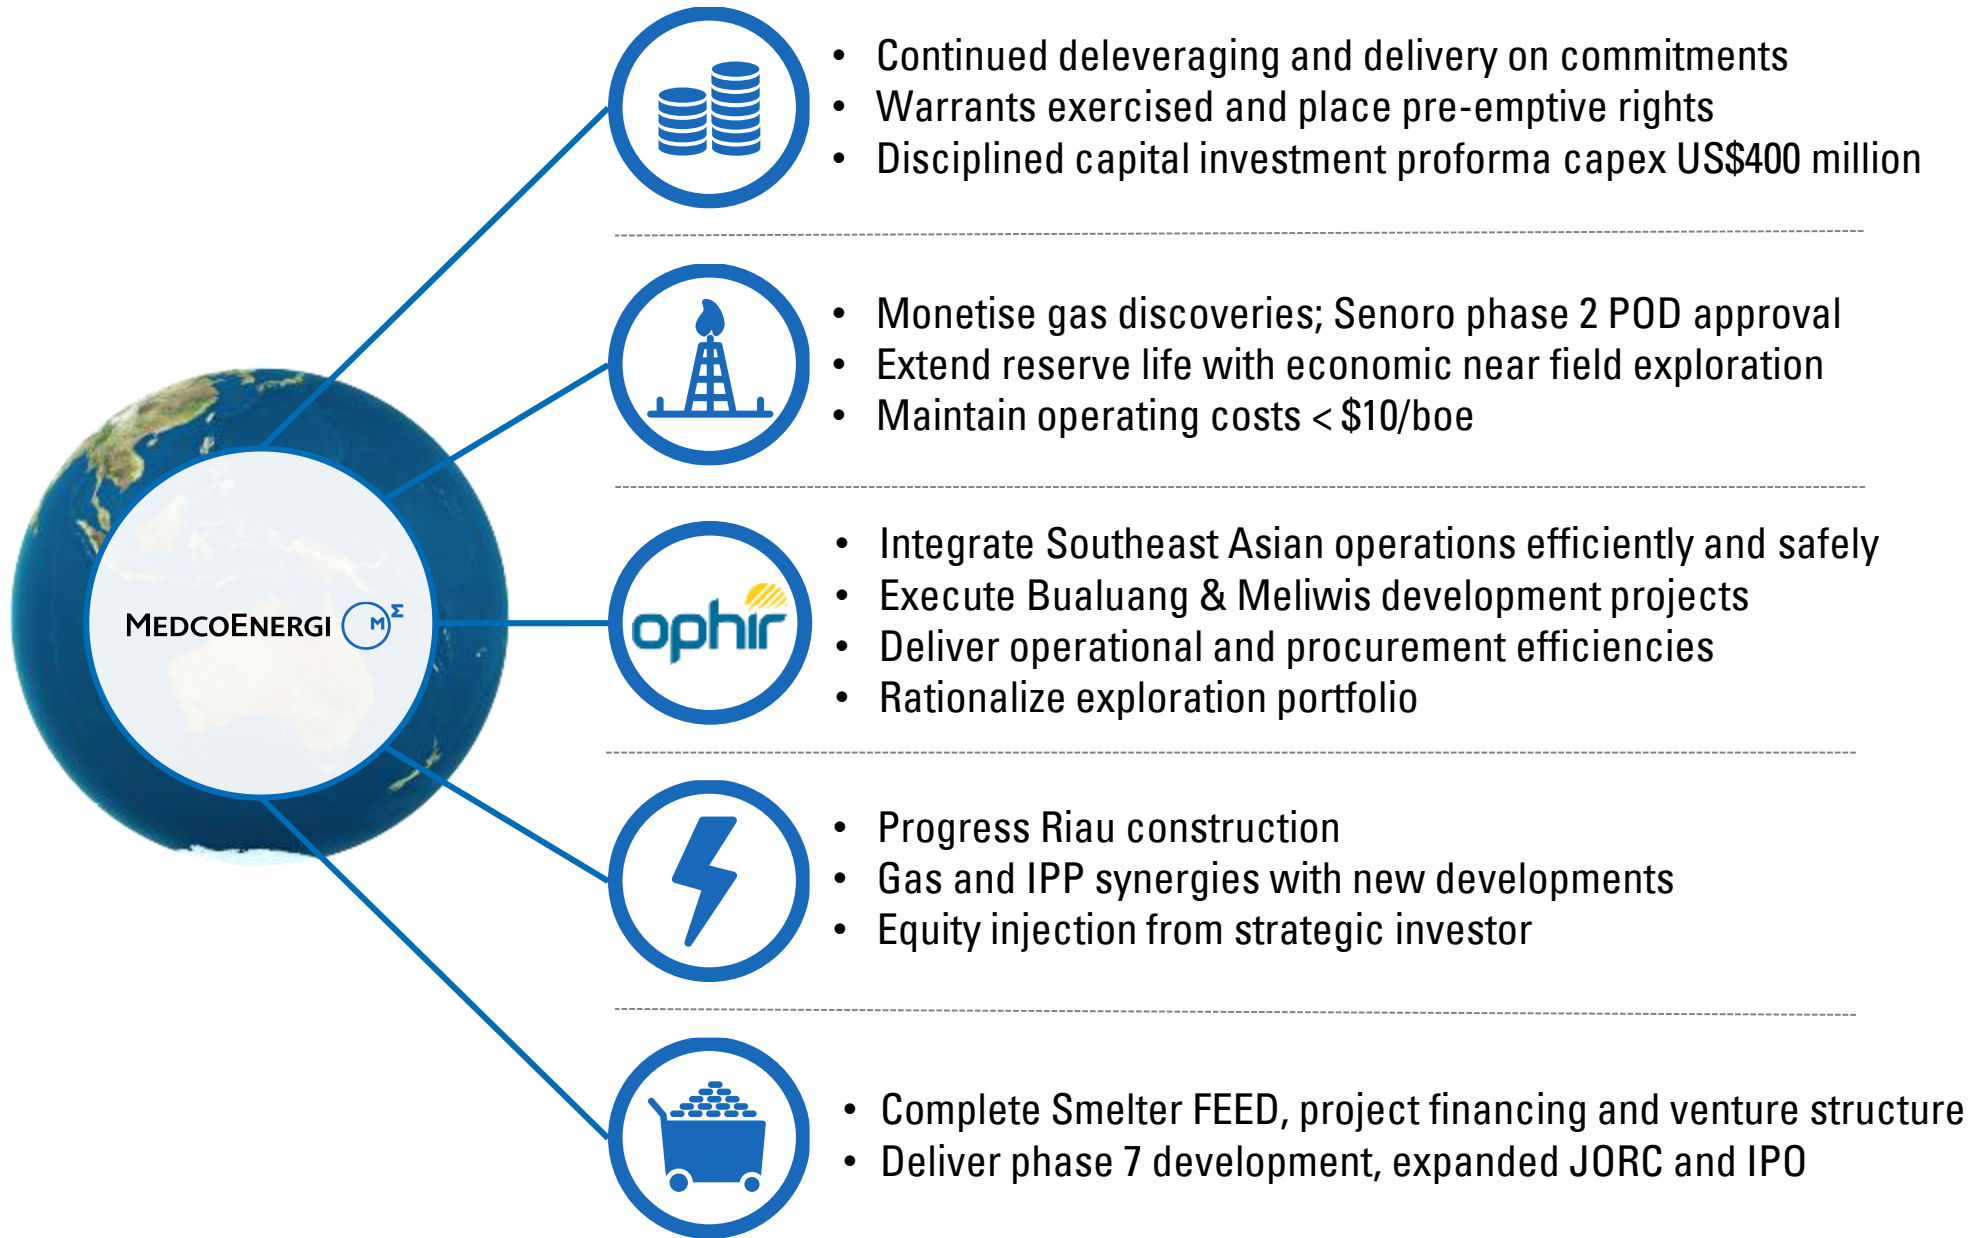 • Continued deleveraging and delivery on commitments
• Warrants exercised and place pre-emptive rights
• Disciplined capital investment proforma capex US$400 million
• Monetise gas discoveries; Senoro phase 2 POD approval
• Extend reserve life with economic near field exploration
• Maintain operating costs < $10/boe
MEDCOENERGI
M Σ
ophir
• Integrate Southeast Asian operations efficiently and safely
• Execute Bualuang & Meliwis development projects
• Deliver operational and procurement efficiencies
• Rationalize exploration portfolio
• Progress Riau construction
• Gas and IPP synergies with new developments
• Equity injection from strategic investor
• Complete Smelter FEED, project financing and venture structure
• Deliver phase 7 development, expanded JORC and IPO